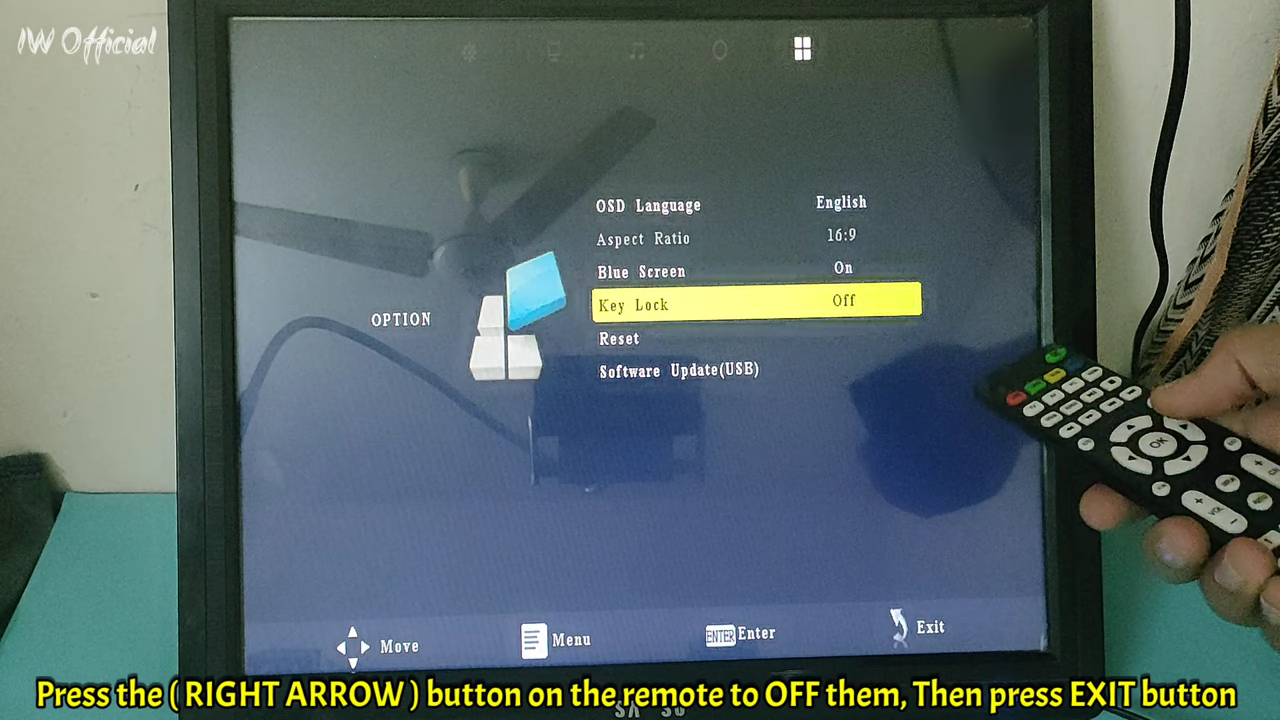 IW Official
OSD Language English
Aspect Ratio 16:9
Blue Screen On
Key Lock Off
OPTION
Reset
Software Update(USB)
Move
Menu
ENTER Enter
Exit
OK
VOL
Press the ( RIGHT ARROW ) button on the remote to OFF them, Then press EXIT button